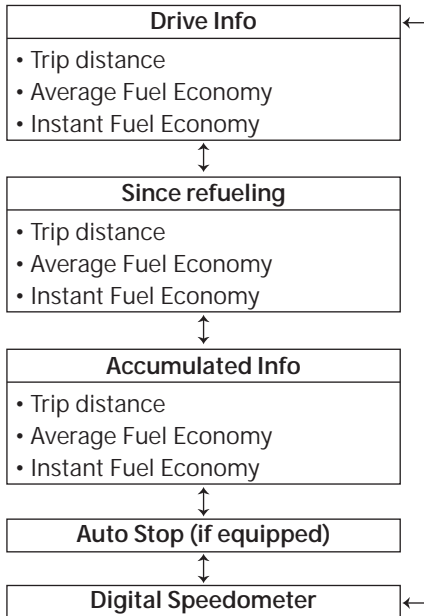 Drive Info
• Trip distance
• Average Fuel Economy
• Instant Fuel Economy
Since refueling
• Trip distance
• Average Fuel Economy
• Instant Fuel Economy
Accumulated Info
• Trip distance
• Average Fuel Economy
• Instant Fuel Economy
Auto Stop (if equipped)
Digital Speedometer